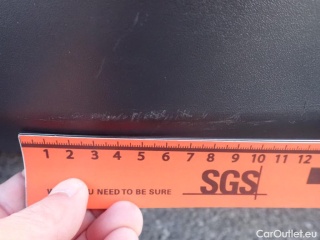 1 2 3 4 5 6 7 8 9 10 11 12
YOU NEED TO BE SURE
SGS
CarOutlet.eu